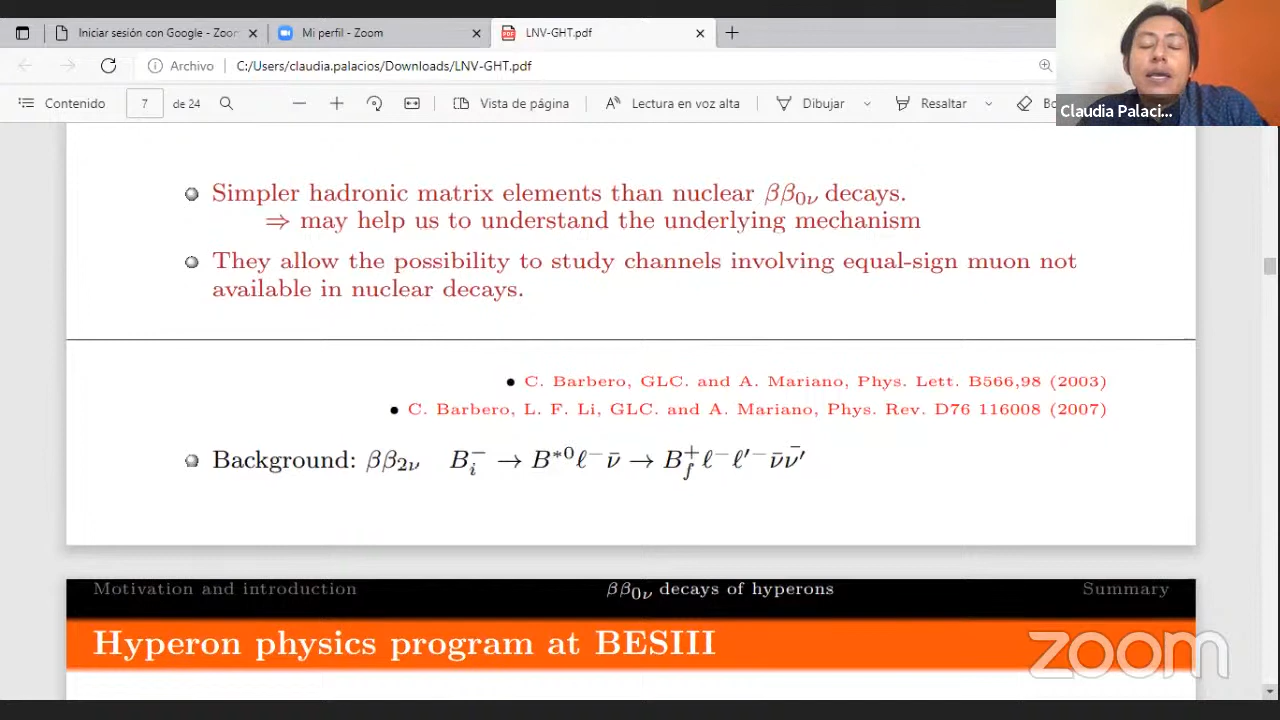 Iniciar sesión con Google - Zoom
Mi perfil - Zoom
LNV-GHT.pdf
Archivo
C:/Users/claudia.palacios/Downloads/LNV-GHT.pdf
Contenido
7
de 24
Vista de página
Lectura en voz alta
Dibujar
Resaltar
Claudia Palaci...
Simpler hadronic matrix elements than nuclear ββ₀ν decays.
⇒ may help us to understand the underlying mechanism
They allow the possibility to study channels involving equal-sign muon not
available in nuclear decays.
• C. Barbero, GLC. and A. Mariano, Phys. Lett. B566,98 (2003)
• C. Barbero, L. F. Li, GLC. and A. Mariano, Phys. Rev. D76 116008 (2007)
Background: ββ₂ν B_i^- → B^{*0}ℓ^- ν̄ → B_f^+ ℓ^- ℓ'^- ν̄ν̄'
Motivation and introduction
ββ₀ν decays of hyperons
Summary
Hyperon physics program at BESIII
zoom